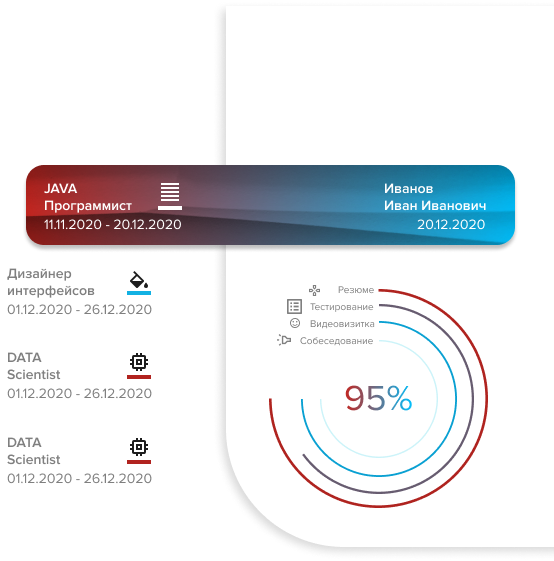 JAVA
Программист
11.11.2020 - 20.12.2020
Иванов
Иван Иванович
20.12.2020
Дизайнер
интерфейсов
01.12.2020 - 26.12.2020
DATA
Scientist
01.12.2020 - 26.12.2020
DATA
Scientist
01.12.2020 - 26.12.2020
Резюме
Тестирование
Видеовизитка
Собеседование
95%